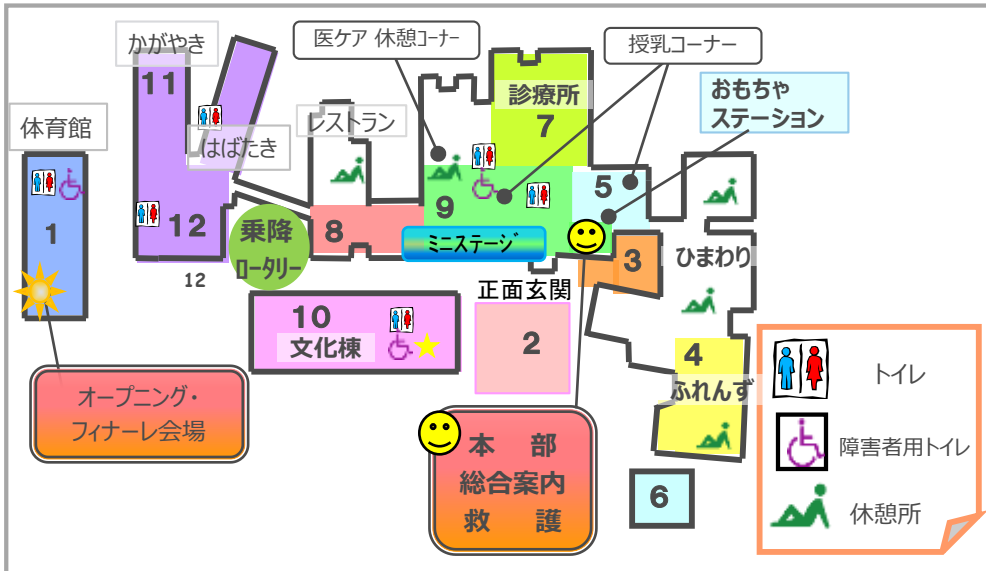 かがやき
11
体育館
1
はばたき
12
12
医ケア 休憩コーナー
レストラン
乗降
ロータリー
8
授乳コーナー
診療所
7
おもちゃ
ステーション
5
9
ミニステージ
3
ひまわり
正面玄関
2
10
文化棟
4
ふれんず
6
オープニング・
フィナーレ会場
本 部
総合案内
救 護
トイレ
障害者用トイレ
休憩所